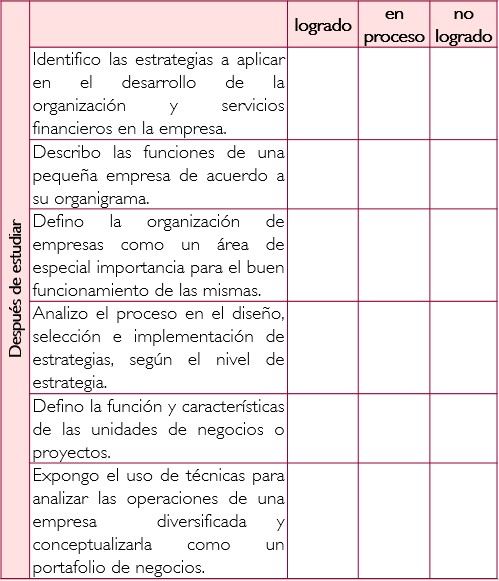 logrado
en
proceso
no
logrado
Después de estudiar
Identifico las estrategias a aplicar
en el desarrollo de la
organización y servicios
financieros en la empresa.
Describo las funciones de una
pequeña empresa de acuerdo a
su organigrama.
Defino la organización de
empresas como un área de
especial importancia para el buen
funcionamiento de las mismas.
Analizo el proceso en el diseño,
selección e implementación de
estrategias, según el nivel de
estrategia.
Defino la función y características
de las unidades de negocios o
proyectos.
Expongo el uso de técnicas para
analizar las operaciones de una
empresa diversificada y
conceptualizarla como un
portafolio de negocios.